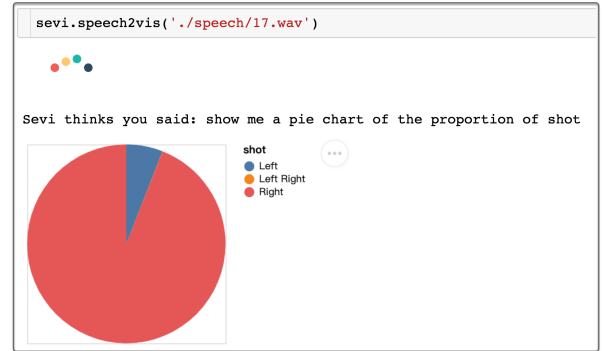 sevi.speech2vis('./speech/17.wav')
Sevi thinks you said: show me a pie chart of the proportion of shot
shot
Left
Left Right
Right